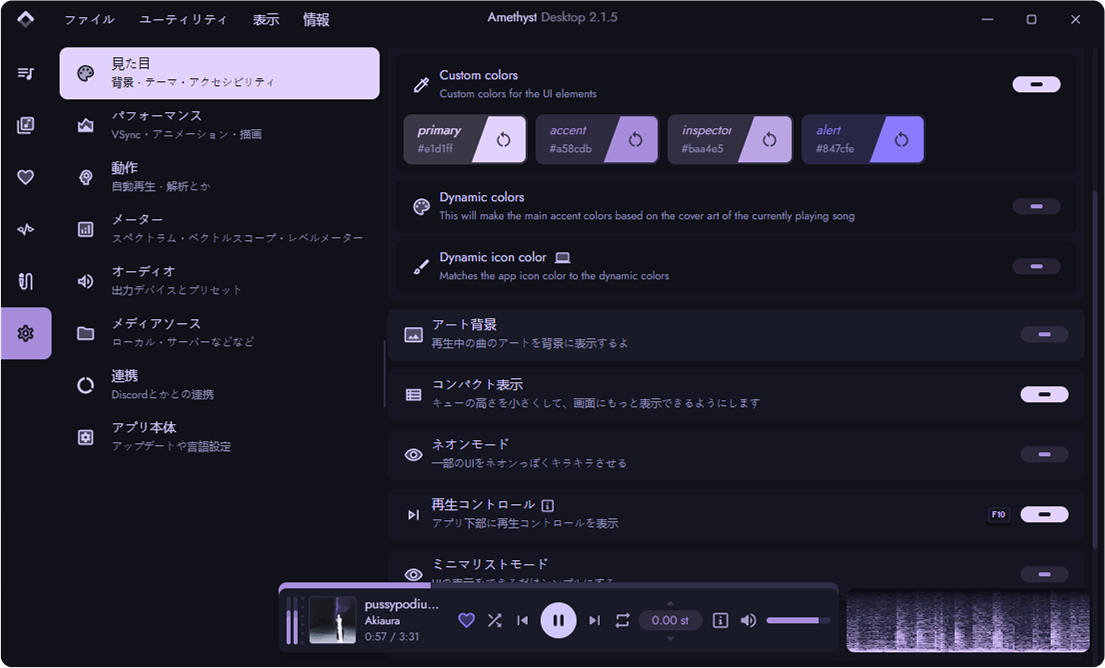 ファイル ユーティリティ 表示 情報
Amethyst Desktop 2.1.5
見た目
背景・テーマ・アクセシビリティ
パフォーマンス
VSync・アニメーション・描画
動作
自動再生・解析とか
メーター
スペクトラム・ベクトルスコープ・レベルメーター
オーディオ
出力デバイスとプリセット
メディアソース
ローカル・サーバーなどなど
連携
Discordとかとの連携
アプリ本体
アップデートや言語設定
Custom colors
Custom colors for the UI elements
primary
#e1d1ff
accent
#a58cdb
inspector
#baa4e5
alert
#847cfe
Dynamic colors
This will make the main accent colors based on the cover art of the currently playing song
Dynamic icon color
Matches the app icon color to the dynamic colors
アート背景
再生中の曲のアートを背景に表示するよ
コンパクト表示
キューの高さを小さくして、画面にもっと表示できるようにします
ネオンモード
一部のUIをネオンっぽくキラキラさせる
再生コントロール
アプリ下部に再生コントロールを表示
F10
ミニマリストモード
pussypodiu...
Akiaura
0:57 / 3:31
0.00 st